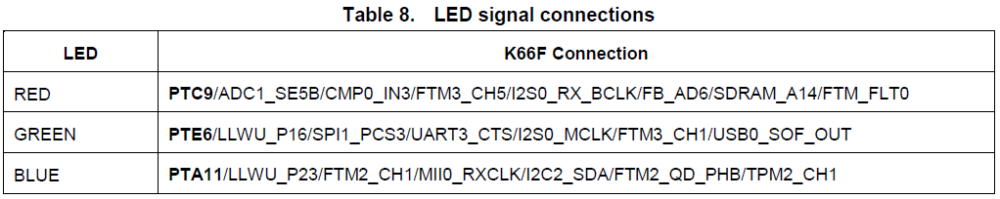 Table 8. LED signal connections
LED K66F Connection
RED PTC9/ADC1_SE5B/CMP0_IN3/FTM3_CH5/I2S0_RX_BCLK/FB_AD6/SDRAM_A14/FTM_FLT0
GREEN PTE6/LLWU_P16/SPI1_PCS3/UART3_CTS/I2S0_MCLK/FTM3_CH1/USB0_SOF_OUT
BLUE PTA11/LLWU_P23/FTM2_CH1/MII0_RXCLK/I2C2_SDA/FTM2_QD_PHB/TPM2_CH1